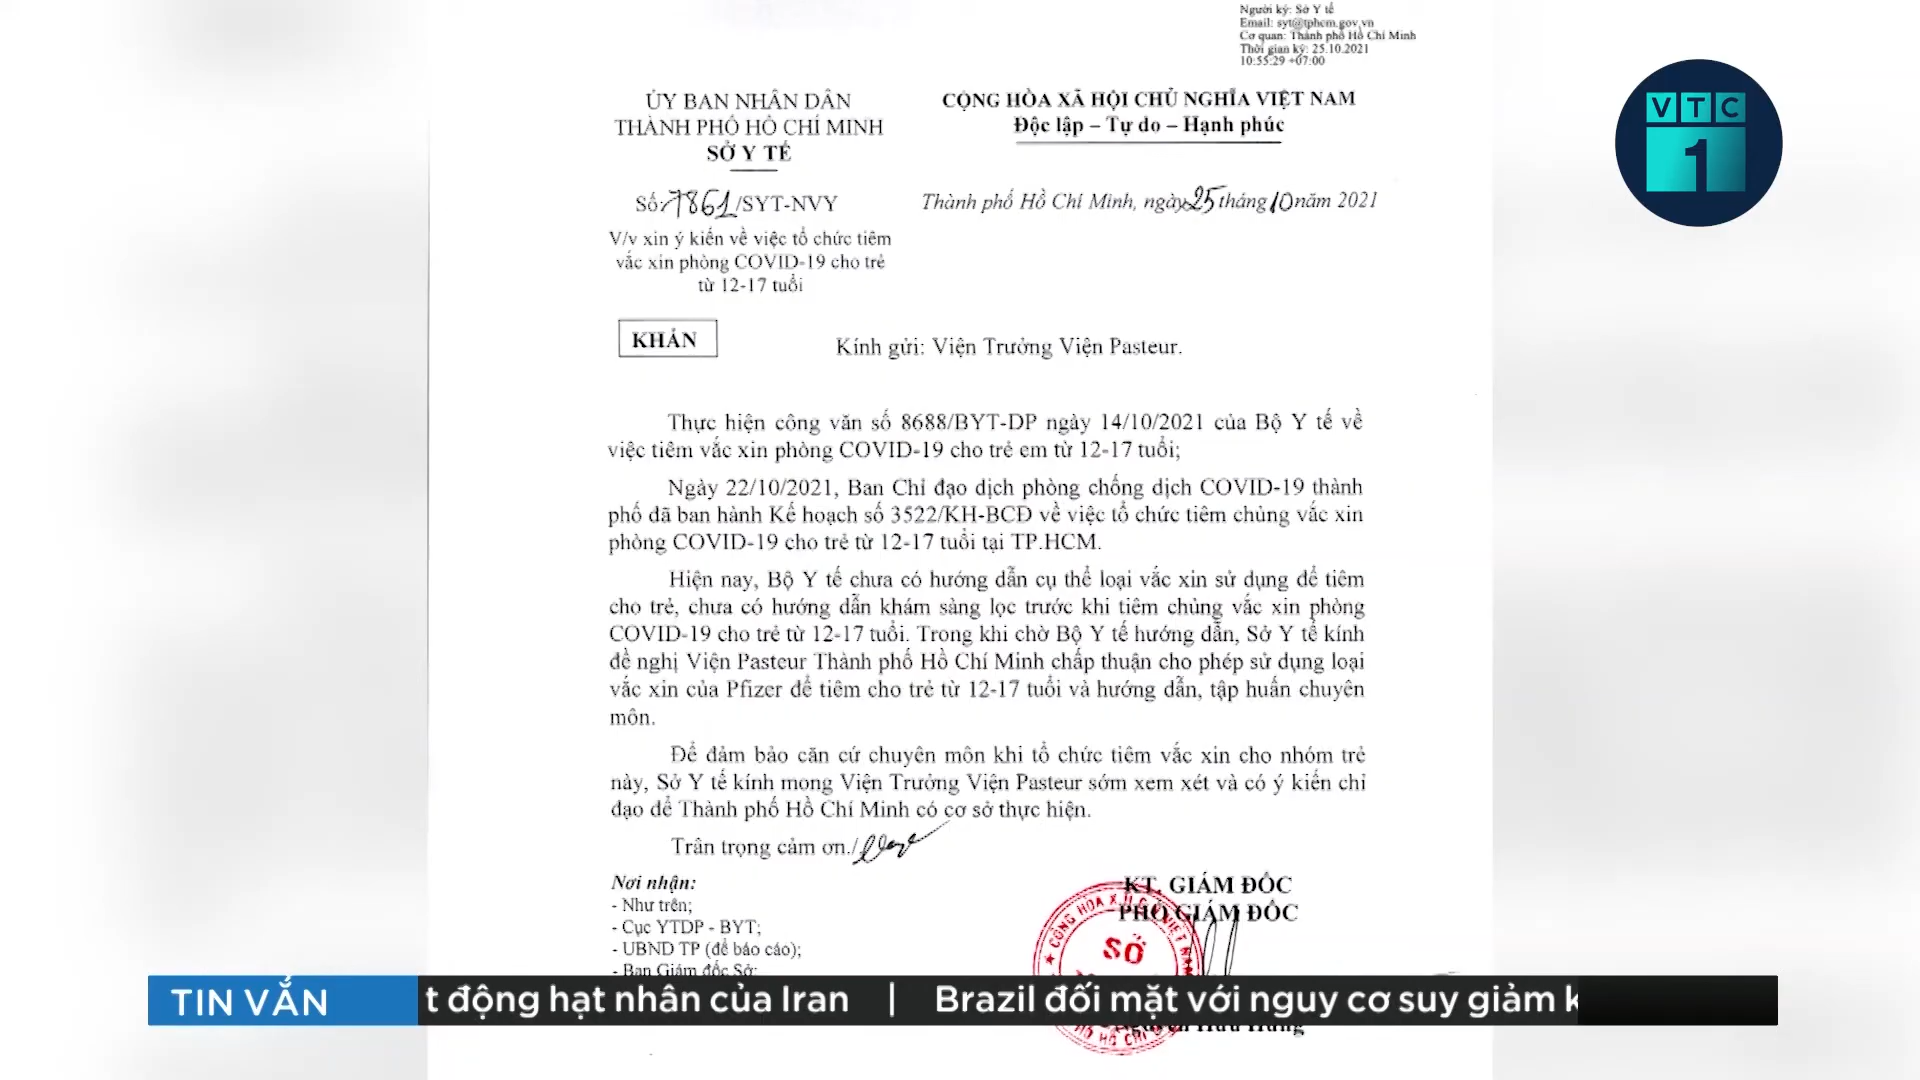 Người ký: Sở Y tế
Email: syt@tphcm.gov.vn
Cơ quan: Thành phố Hồ Chí Minh
Thời gian ký: 25.10.2021
10:55:29 +07:00
VTC
1
ỦY BAN NHÂN DÂN
THÀNH PHỐ HỒ CHÍ MINH
SỞ Y TẾ
CỘNG HÒA XÃ HỘI CHỦ NGHĨA VIỆT NAM
Độc lập – Tự do – Hạnh phúc
Số: 7861/SYT-NVY
Thành phố Hồ Chí Minh, ngày 25 tháng 10 năm 2021
V/v xin ý kiến về việc tổ chức tiêm
vắc xin phòng COVID-19 cho trẻ
từ 12-17 tuổi
KHẨN
Kính gửi: Viện Trưởng Viện Pasteur.
Thực hiện công văn số 8688/BYT-DP ngày 14/10/2021 của Bộ Y tế về
việc tiêm vắc xin phòng COVID-19 cho trẻ em từ 12-17 tuổi;
Ngày 22/10/2021, Ban Chỉ đạo dịch phòng chống dịch COVID-19 thành
phố đã ban hành Kế hoạch số 3522/KH-BCĐ về việc tổ chức tiêm chủng vắc xin
phòng COVID-19 cho trẻ từ 12-17 tuổi tại TP.HCM.
Hiện nay, Bộ Y tế chưa có hướng dẫn cụ thể loại vắc xin sử dụng để tiêm
cho trẻ, chưa có hướng dẫn khám sàng lọc trước khi tiêm chủng vắc xin phòng
COVID-19 cho trẻ từ 12-17 tuổi. Trong khi chờ Bộ Y tế hướng dẫn, Sở Y tế kính
đề nghị Viện Pasteur Thành phố Hồ Chí Minh chấp thuận cho phép sử dụng loại
vắc xin của Pfizer để tiêm cho trẻ từ 12-17 tuổi và hướng dẫn, tập huấn chuyên
môn.
Để đảm bảo căn cứ chuyên môn khi tổ chức tiêm vắc xin cho nhóm trẻ
này, Sở Y tế kính mong Viện Trưởng Viện Pasteur sớm xem xét và có ý kiến chỉ
đạo để Thành phố Hồ Chí Minh có cơ sở thực hiện.
Trân trọng cảm ơn./
Nơi nhận:
- Như trên;
- Cục YTDP - BYT;
- UBND TP (để báo cáo);
- Ban Giám đốc Sở;
KT. GIÁM ĐỐC
PHÓ GIÁM ĐỐC
CỘNG HÒA X.H.C.N VIỆT NAM
SỞ
TIN VẮN
t động hạt nhân của Iran | Brazil đối mặt với nguy cơ suy giảm k